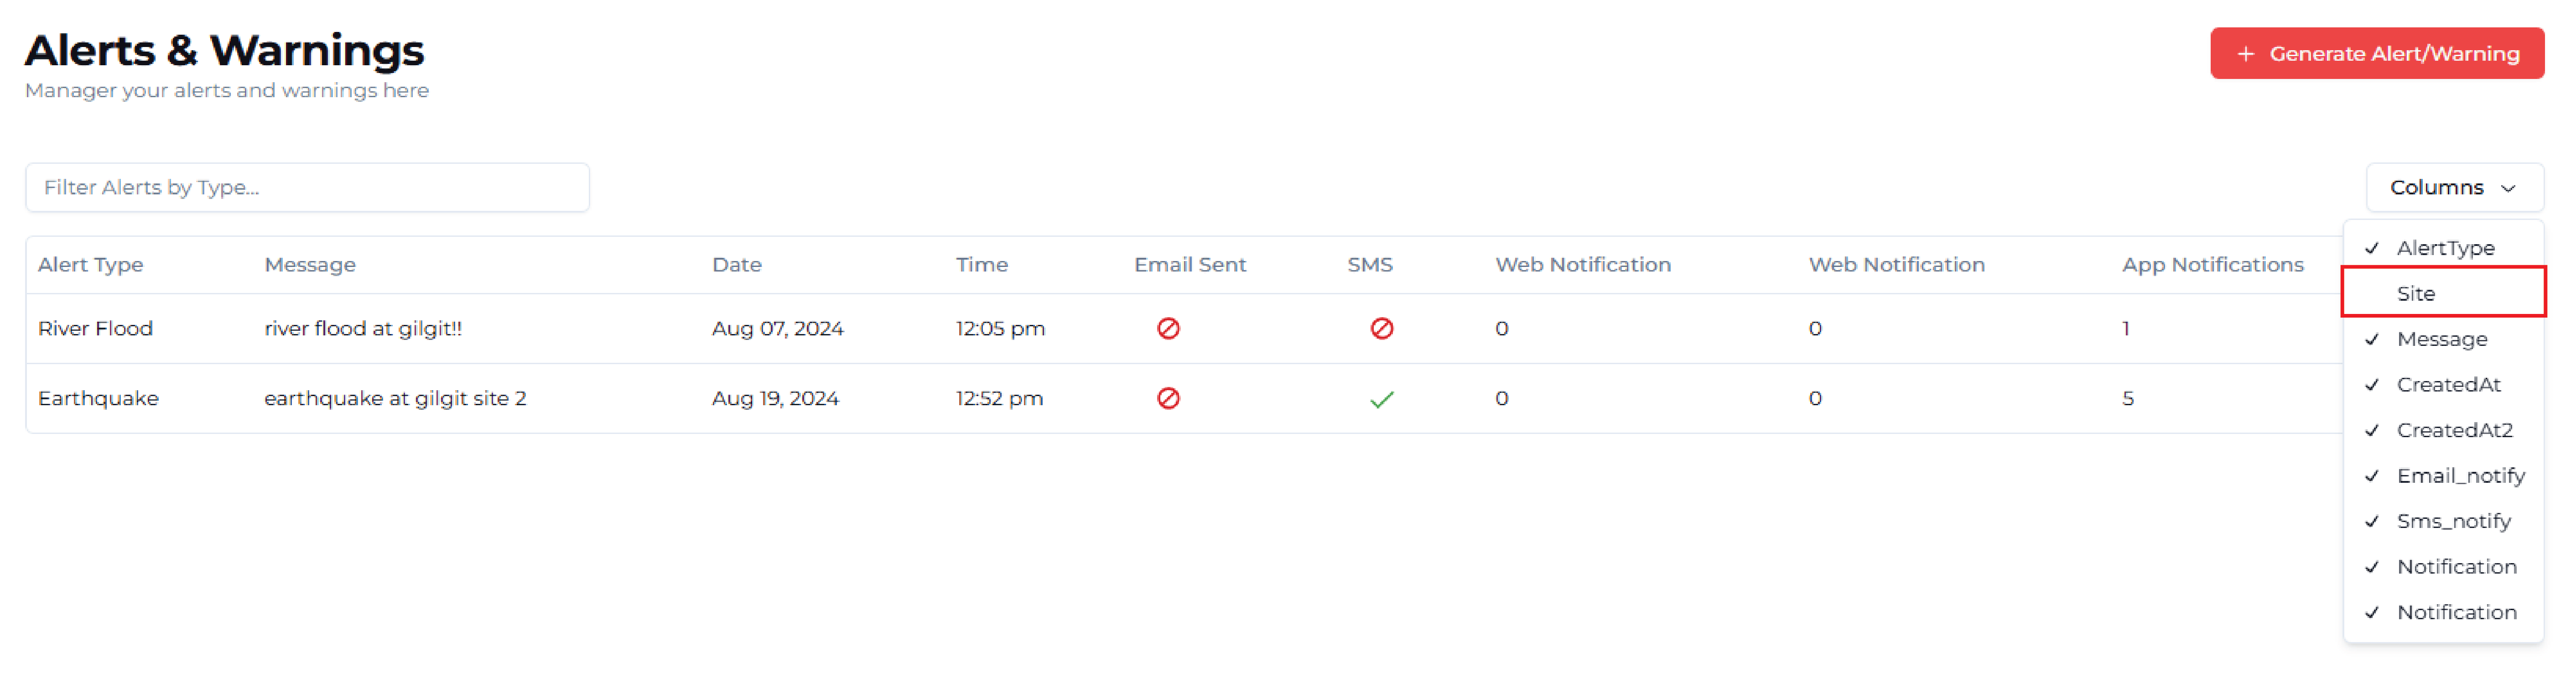 Alerts & Warnings
Manager your alerts and warnings here
+ Generate Alert/Warning
Filter Alerts by Type...
Columns
Alert Type Message Date Time Email Sent SMS Web Notification Web Notification App Notifications
River Flood river flood at gilgit!! Aug 07, 2024 12:05 pm 0 0 1
Earthquake earthquake at gilgit site 2 Aug 19, 2024 12:52 pm 0 0 5
AlertType
Site
Message
CreatedAt
CreatedAt2
Email_notify
Sms_notify
Notification
Notification